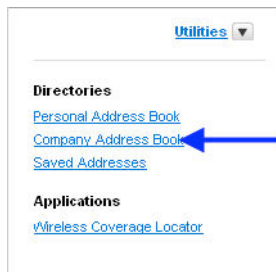 Utilities
Directories
Personal Address Book
Company Address Book
Saved Addresses
Applications
Wireless Coverage Locator